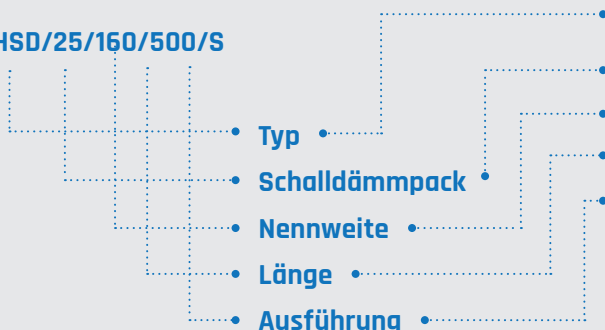 HSD/25/160/500/S
Typ
Schalldämmpack
Nennweite
Länge
Ausführung